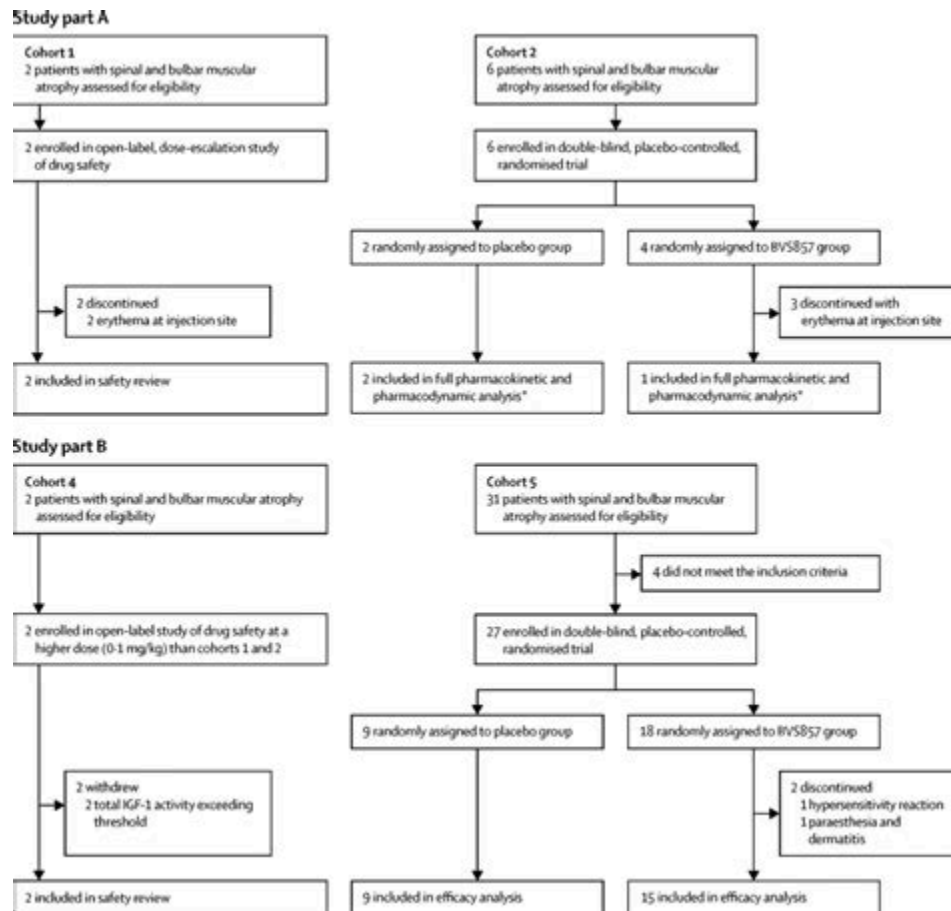 Study part A
Cohort 1
2 patients with spinal and bulbar muscular
atrophy assessed for eligibility
2 enrolled in open-label, dose-escalation study
of drug safety
2 discontinued
2 erythema at injection site
2 included in safety review
Cohort 2
6 patients with spinal and bulbar muscular
atrophy assessed for eligibility
6 enrolled in double-blind, placebo-controlled,
randomised trial
2 randomly assigned to placebo group
4 randomly assigned to BVS857 group
3 discontinued with
erythema at injection site
2 included in full pharmacokinetic and
pharmacodynamic analysis*
1 included in full pharmacokinetic and
pharmacodynamic analysis*
Study part B
Cohort 4
2 patients with spinal and bulbar muscular atrophy
assessed for eligibility
2 enrolled in open-label study of drug safety at a
higher dose (0·1 mg/kg) than cohorts 1 and 2
2 withdrew
2 total IGF-1 activity exceeding
threshold
2 included in safety review
Cohort 5
31 patients with spinal and bulbar muscular
atrophy assessed for eligibility
4 did not meet the inclusion criteria
27 enrolled in double-blind, placebo-controlled,
randomised trial
9 randomly assigned to placebo group
18 randomly assigned to BVS857 group
2 discontinued
1 hypersensitivity reaction
1 paraesthesia and
dermatitis
9 included in efficacy analysis
15 included in efficacy analysis